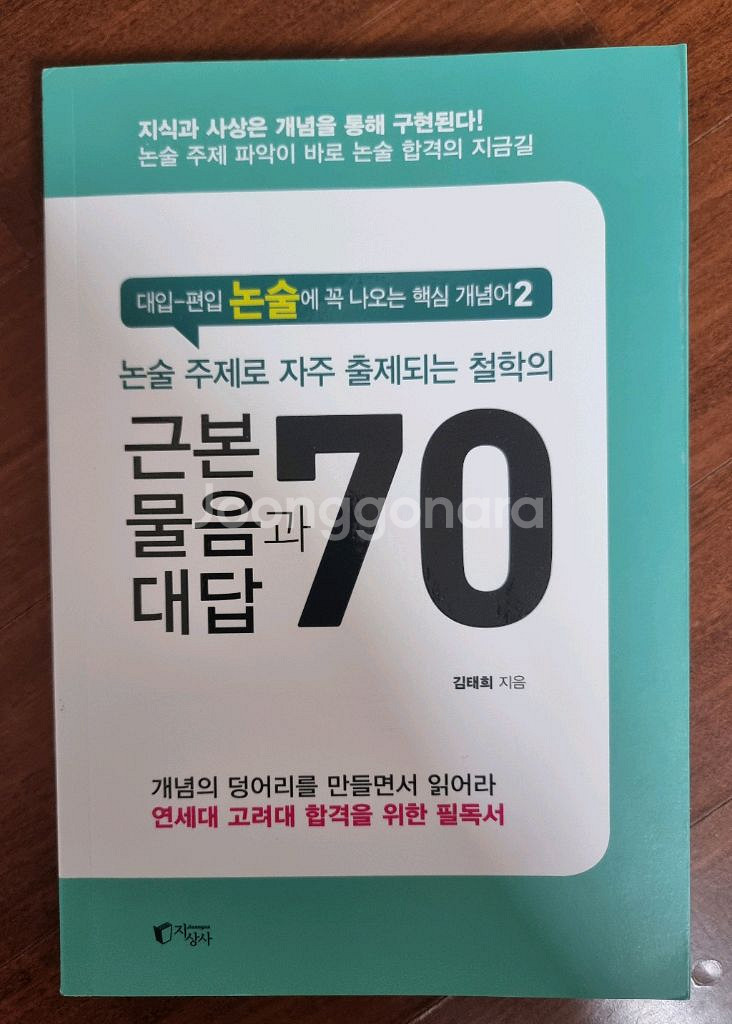 지식과 사상은 개념을 통해 구현된다!
논술 주제 파악이 바로 논술 합격의 지금길
대입-편입 논술에 꼭 나오는 핵심 개념어2
논술 주제로 자주 출제되는 철학의
근본
물음과
대답
70
Joonggonara
김태희 지음
개념의 덩어리를 만들면서 읽어라
연세대 고려대 합격을 위한 필독서
지상사